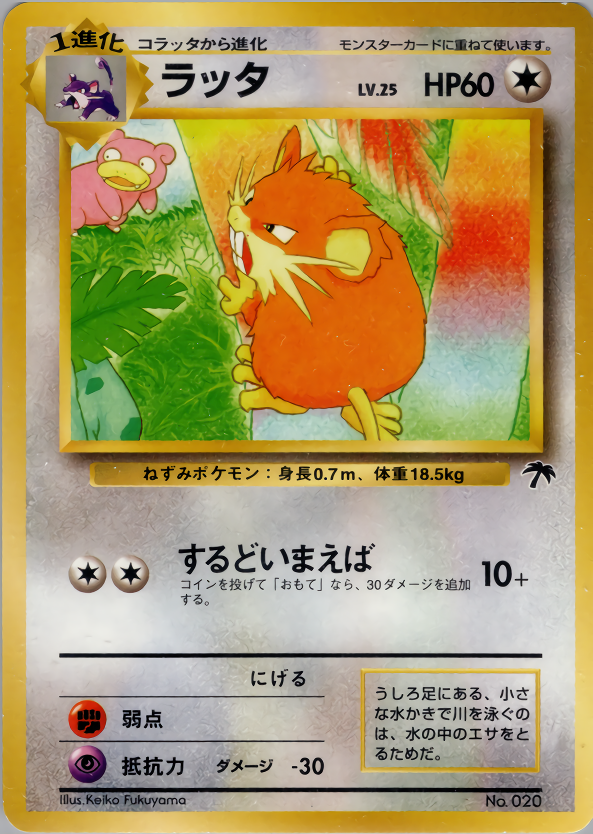 1進化 コラッタから進化 モンスターカードに重ねて使います。
ラッタ LV.25 HP60
ねずみポケモン：身長0.7m、体重18.5kg
するどいまえば 10+
コインを投げて「おもて」なら、30ダメージを追加
する。
にげる
弱点
抵抗力 ダメージ -30
うしろ足にある、小さ
な水かきで川を泳ぐの
は、水の中のエサをと
るためだ。
Illus.Keiko Fukuyama No. 020